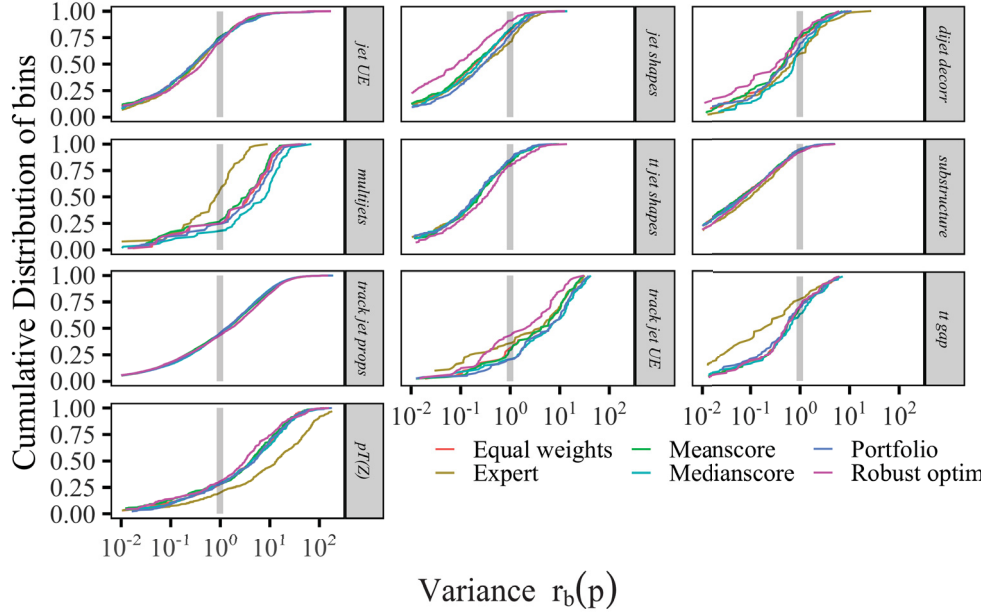 Cumulative Distribution of bins
1.00
0.75
0.50
0.25
0.00
jet UE
jet shapes
dijet decorr
1.00
0.75
0.50
0.25
0.00
multijets
tt jet shapes
substructure
1.00
0.75
0.50
0.25
0.00
track jet props
track jet UE
tt gap
1.00
0.75
0.50
0.25
0.00
pT(Z)
10⁻² 10⁻¹ 10⁰ 10¹ 10²
10⁻² 10⁻¹ 10⁰ 10¹ 10²
10⁻² 10⁻¹ 10⁰ 10¹ 10²
Equal weights Meanscore Portfolio
Expert Medianscore Robust optim
Variance r_b(p)